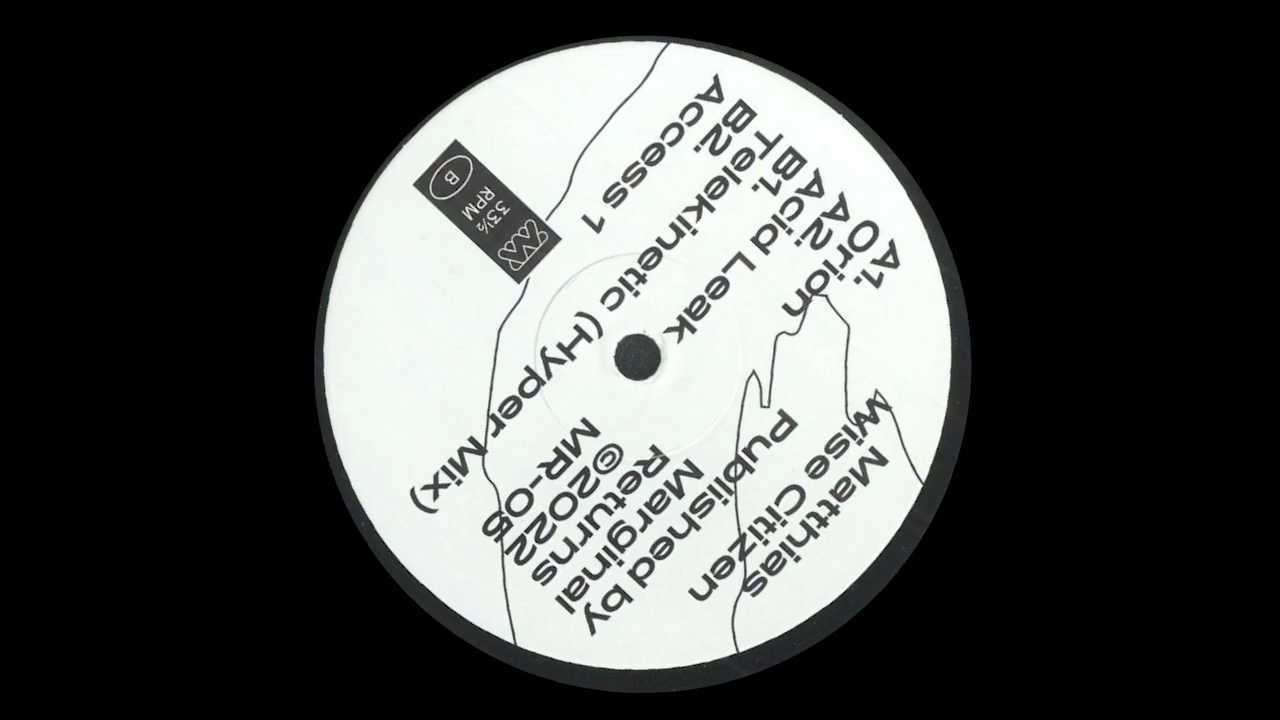 Matthias
Wise Citizen
Published by
Marginal
Returns
©2022
MR-05
A1.
Orion
A2.
Acid Leak
B1.
Telekinetic (Hyper Mix)
B2.
Access 1
33½
RPM
B